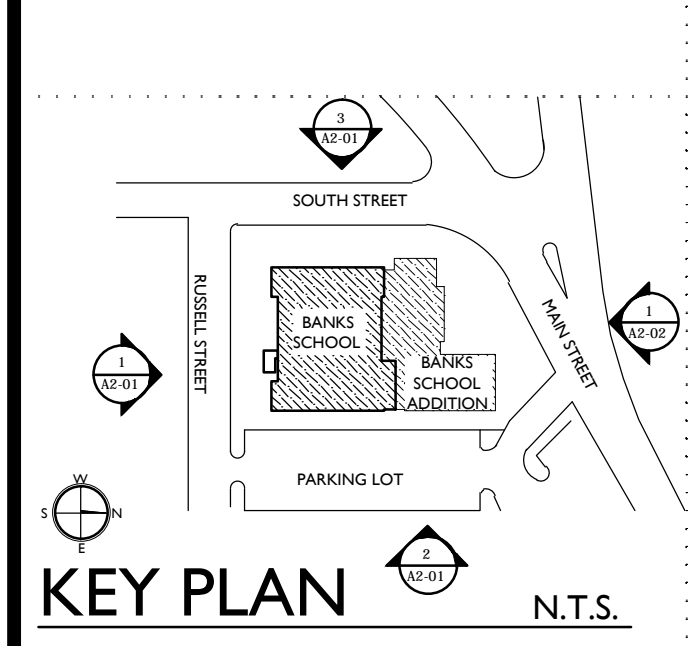 3
A2-01
SOUTH STREET
RUSSELL STREET
BANKS
SCHOOL
MAIN STREET
1
A2-02
1
A2-01
BANKS
SCHOOL
ADDITION
PARKING LOT
W
S N
E
2
A2-01
KEY PLAN
N.T.S.